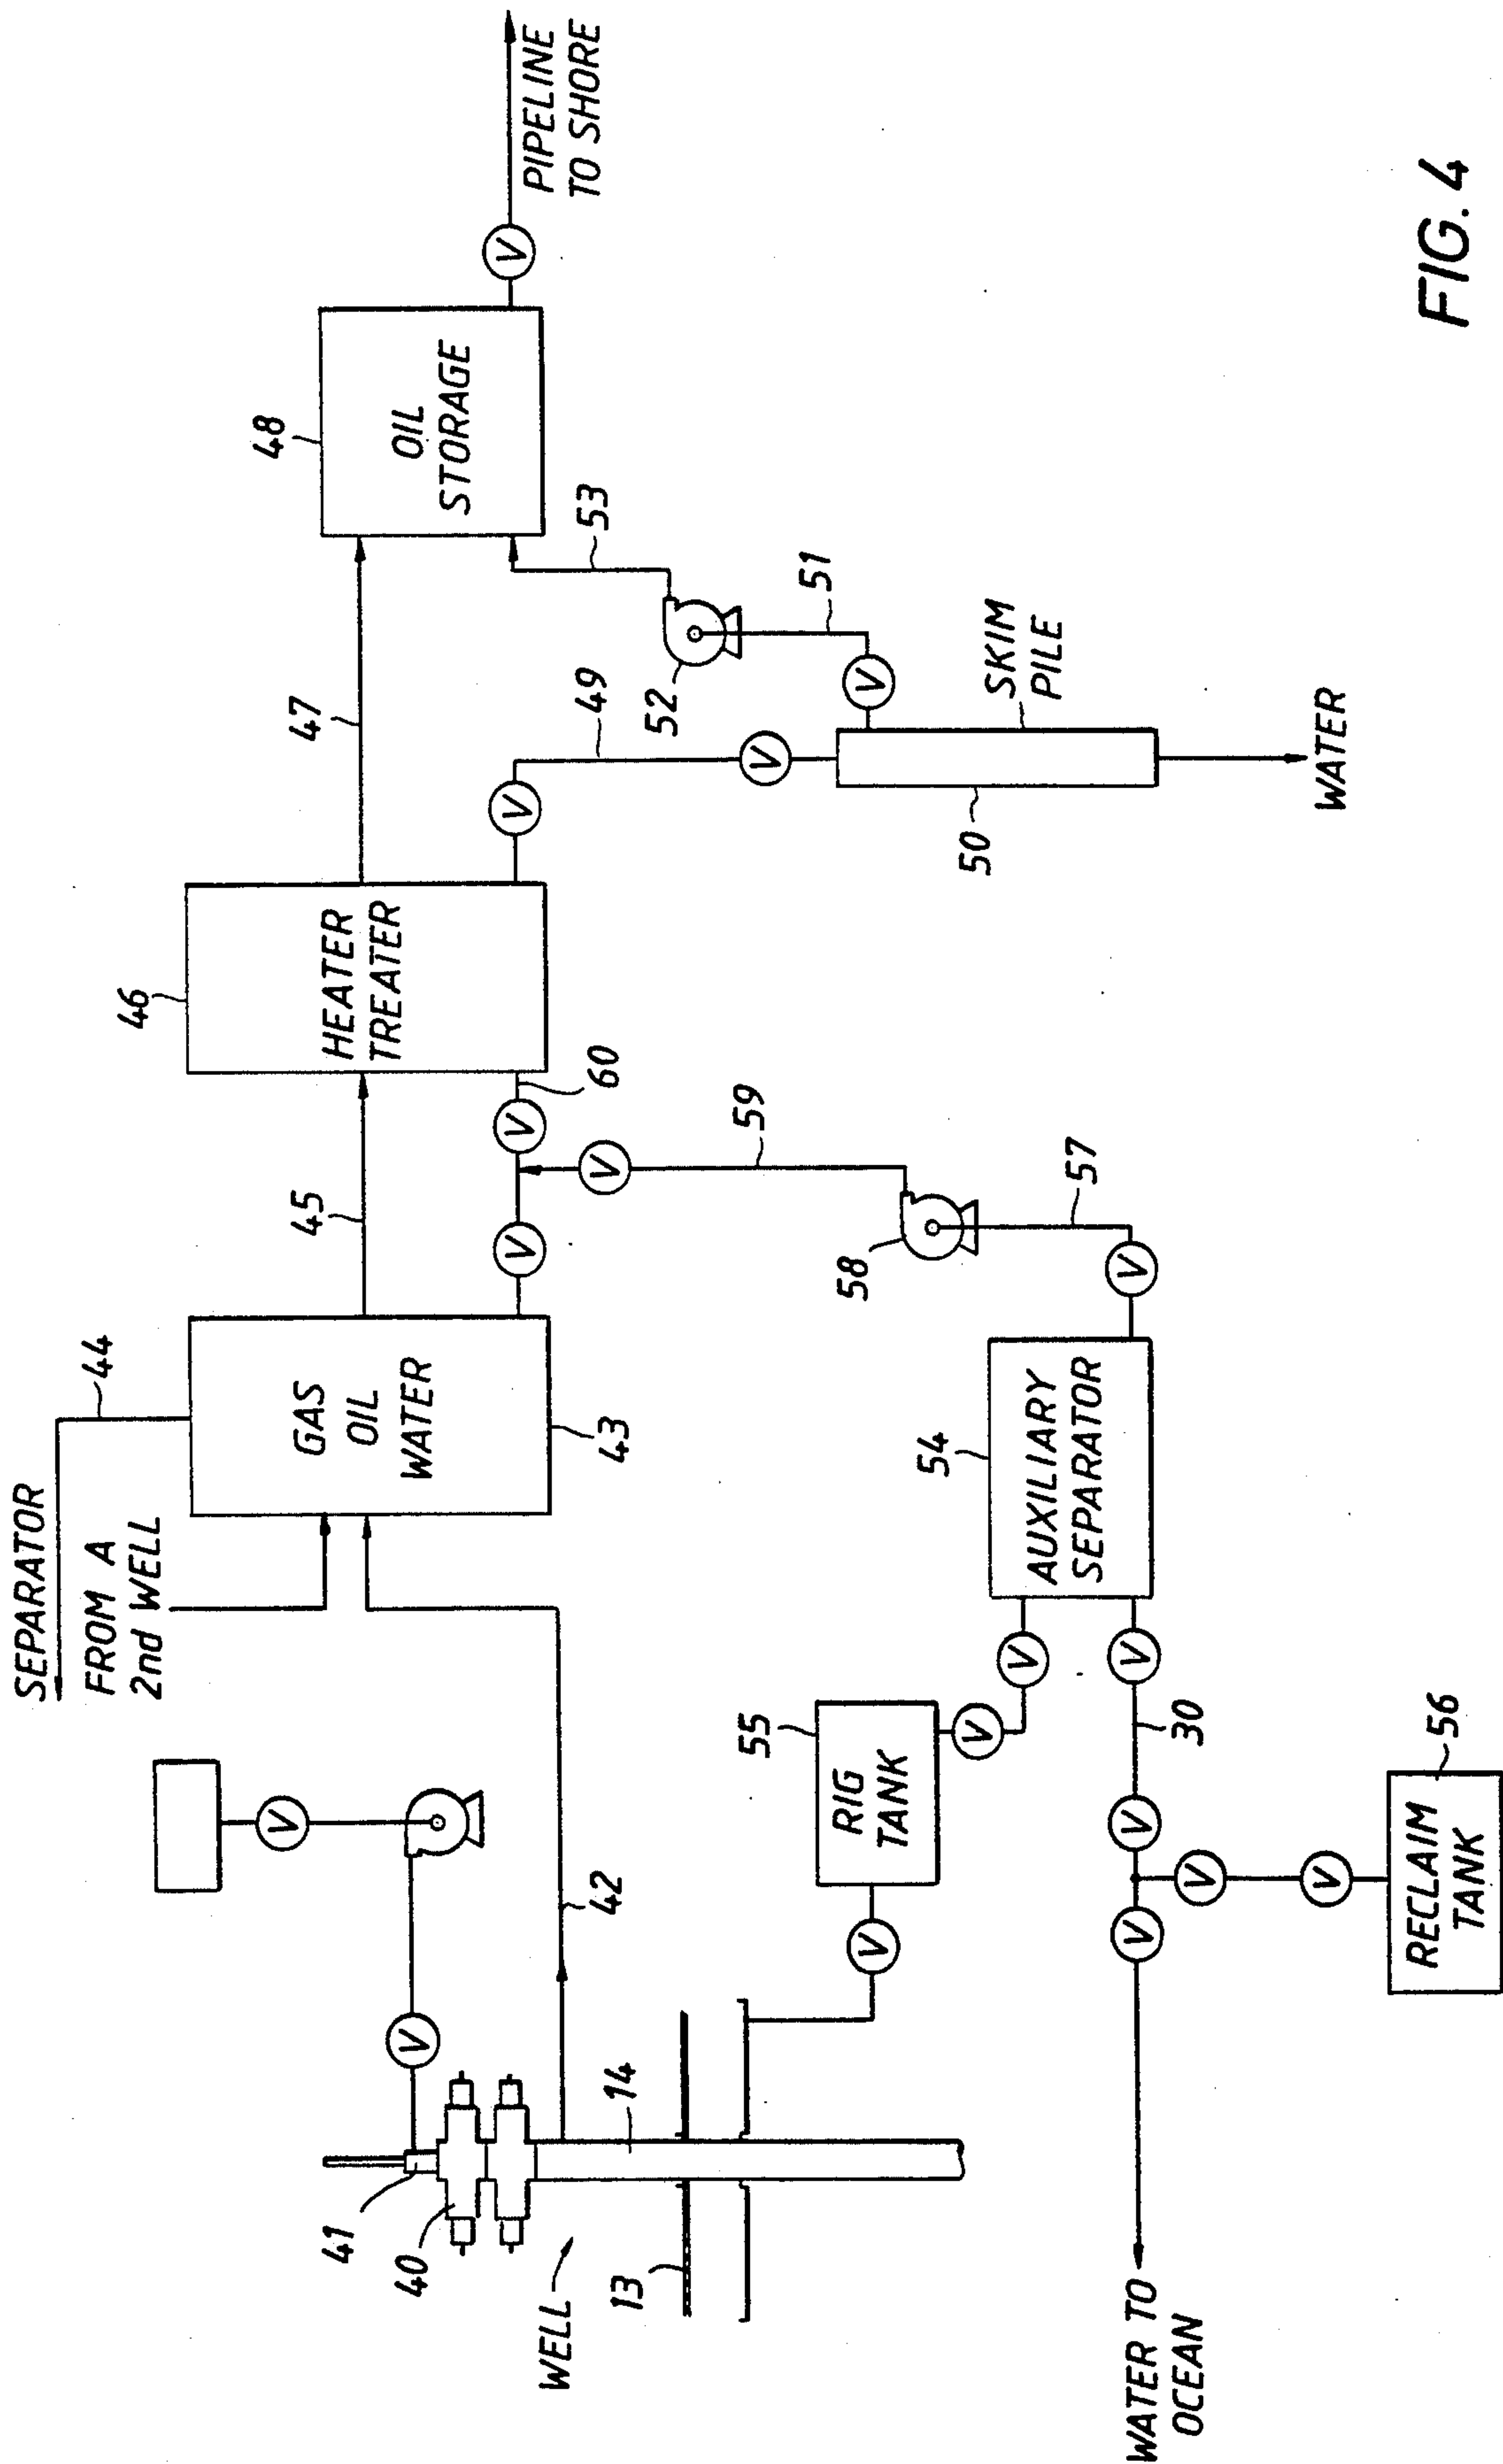 SEPARATOR
44
FROM A
2nd WELL
GAS
OIL
WATER
43
45
46
HEATER
TREATER
60
47
48
OIL
STORAGE
V
PIPELINE
TO SHORE
41
40
V
V
42
WELL
14
13
V
V
V
V
59
58
57
V
V
49
V
52
53
51
V
50
SKIM
PILE
WATER
55
RIG
TANK
V
V
V
54
AUXILIARY
SEPARATOR
V
30
V
V
V
V
WATER TO
OCEAN
56
RECLAIM
TANK
FIG. 4